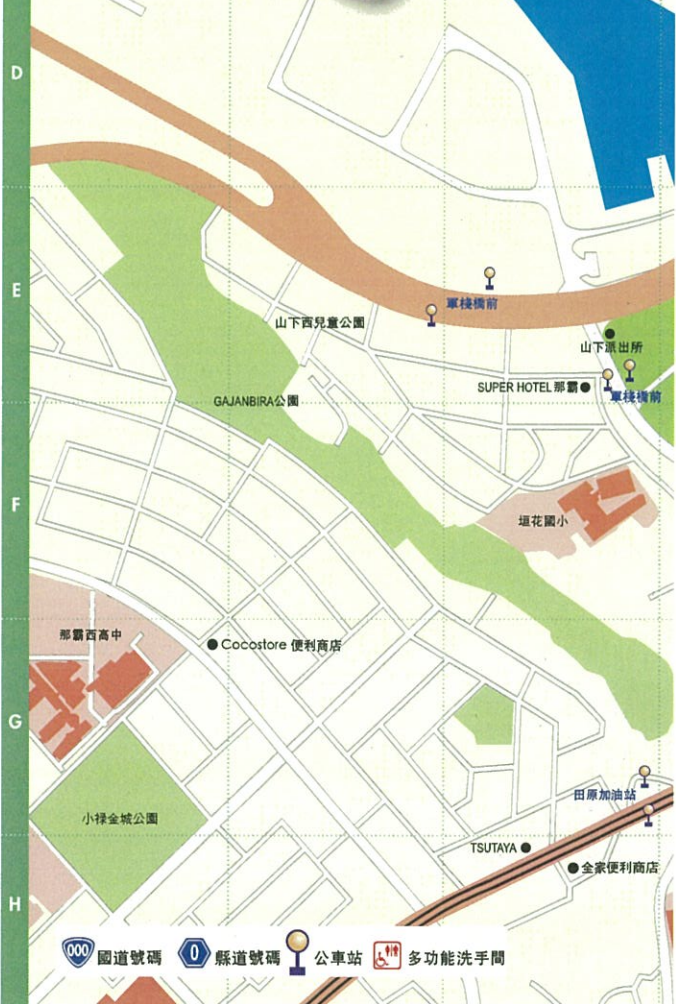 D
E
軍棧橋前
山下西兒童公園
山下派出所
SUPER HOTEL 那霸
軍棧橋前
GAJANBIRA公園
F
垣花國小
那霸西高中
Cocostore 便利商店
G
田原加油站
小禄金城公園
TSUTAYA
金家便利商店
H
000 國道號碼 0 縣道號碼 公車站 多功能洗手間